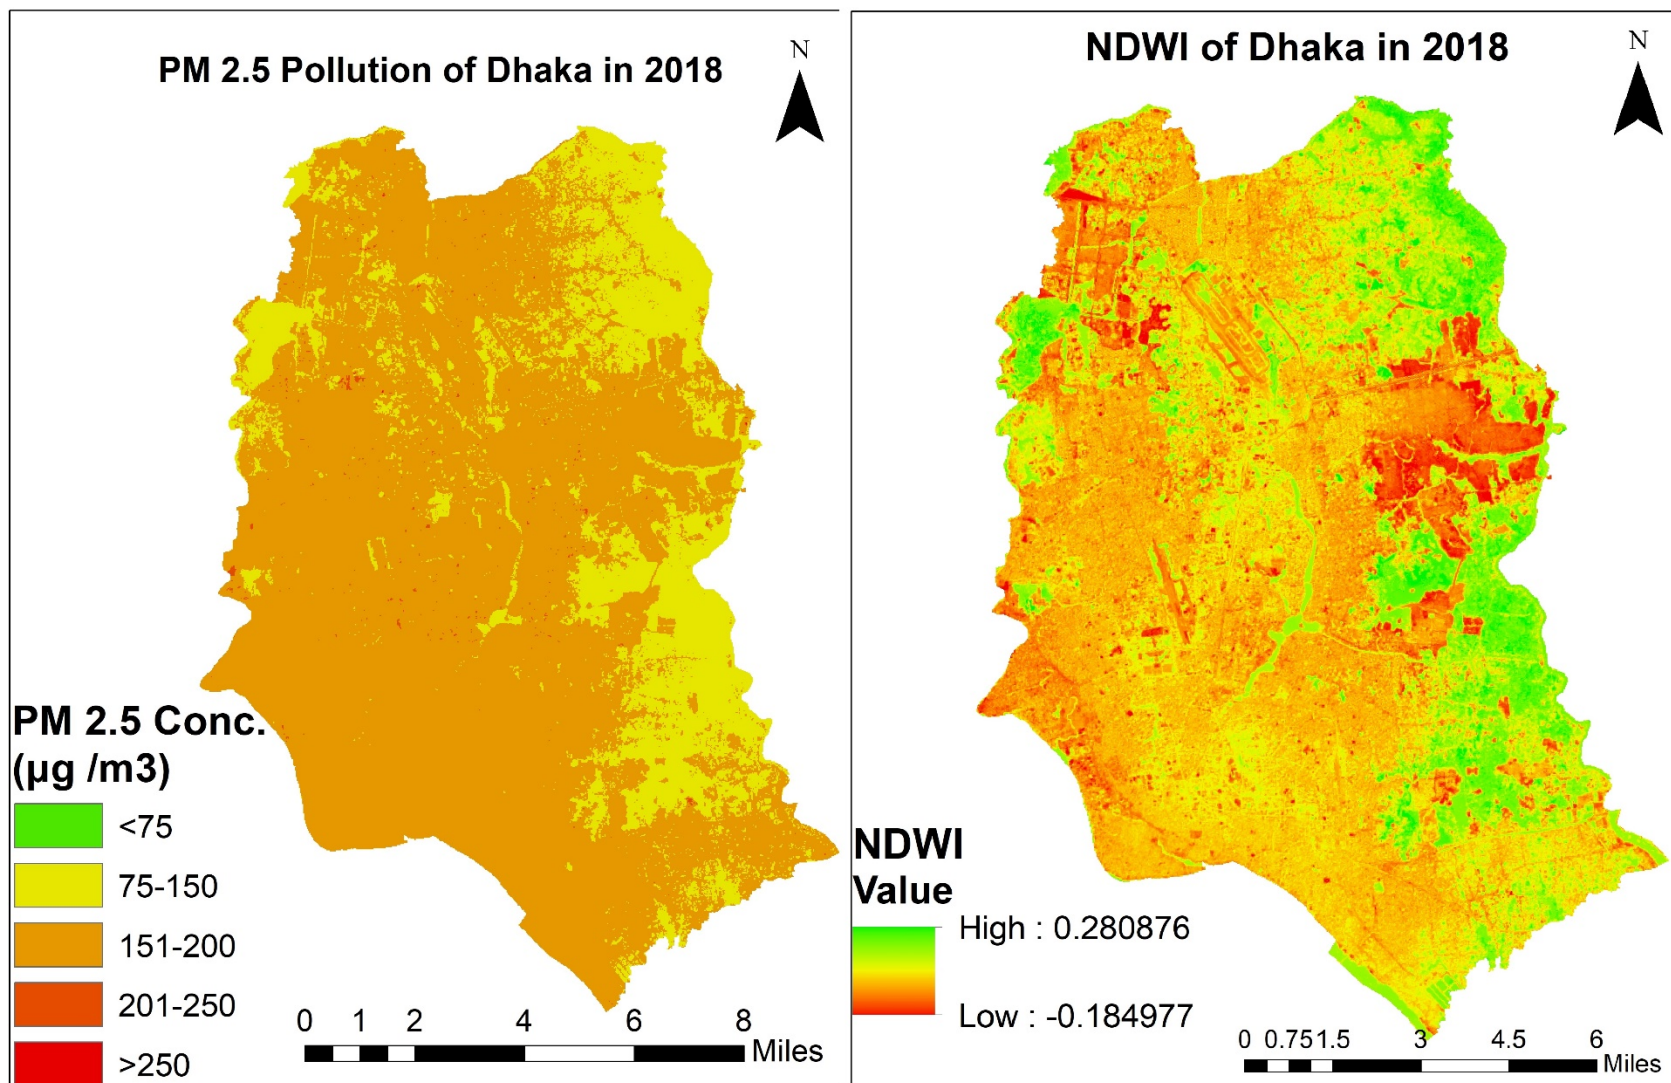 PM 2.5 Pollution of Dhaka in 2018
N
PM 2.5 Conc.
(µg /m3)
<75
75-150
151-200
201-250
>250
0 1 2 4 6 8
Miles
NDWI of Dhaka in 2018
N
NDWI
Value
High : 0.280876
Low : -0.184977
0 0.751.5 3 4.5 6
Miles